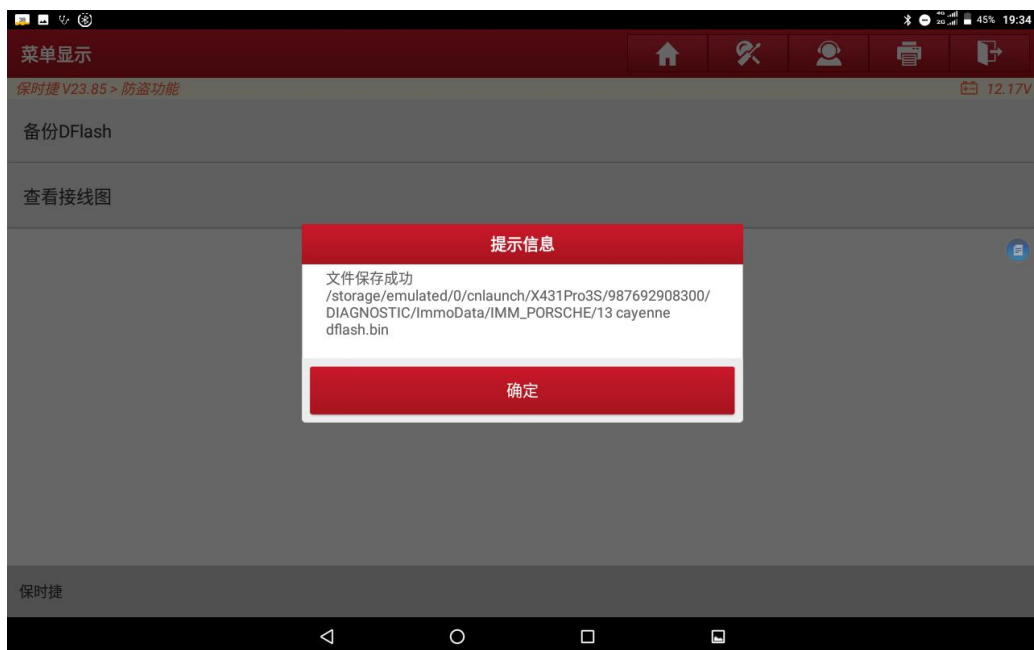 45% 19:34
菜单显示
保时捷 V23.85 > 防盗功能
12.17V
备份DFlash
查看接线图
提示信息
文件保存成功
/storage/emulated/0/cnlaunch/X431Pro3S/987692908300/
DIAGNOSTIC/ImmoData/IMM_PORSCHE/13 cayenne
dflash.bin
确定
保时捷